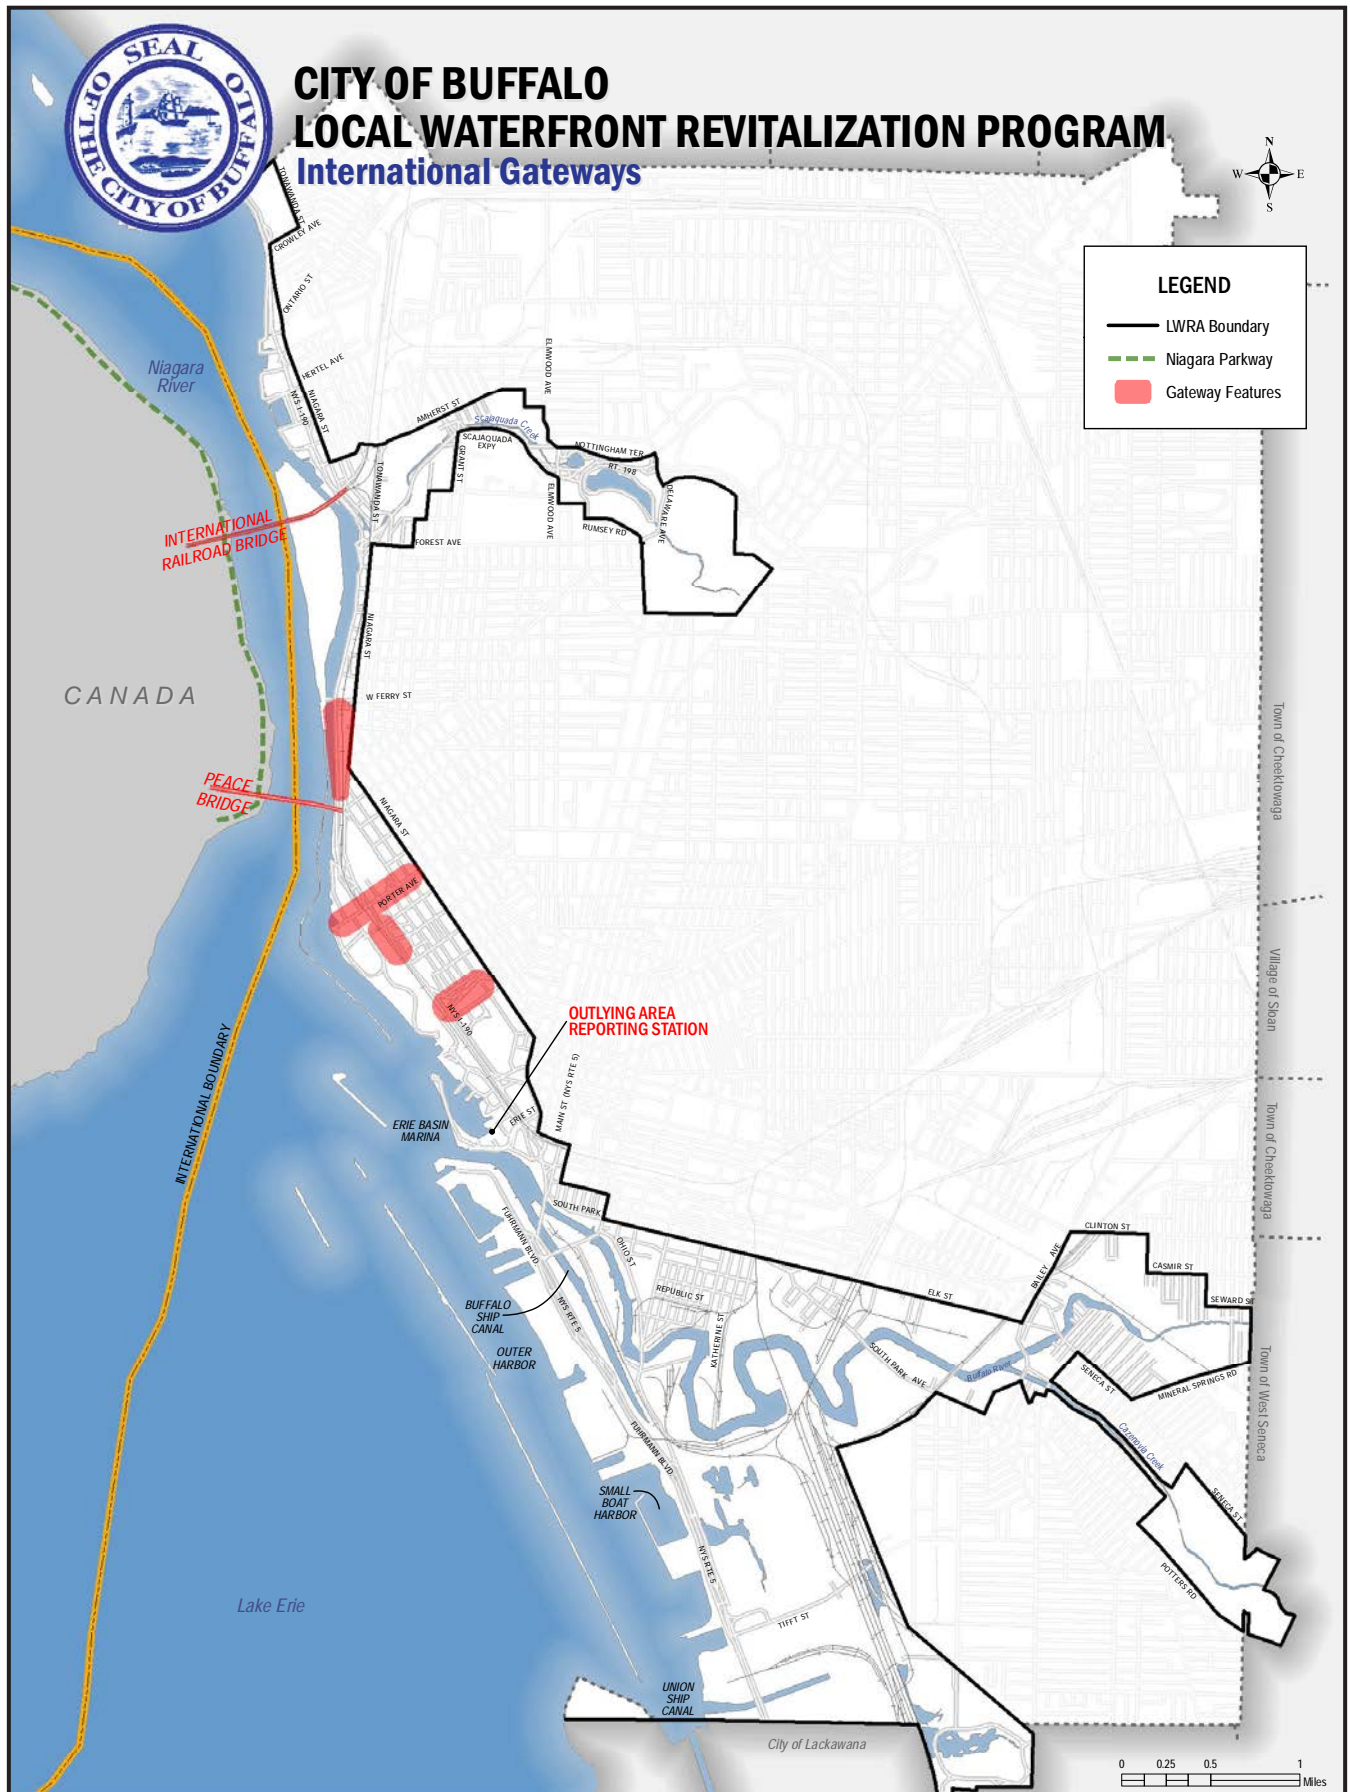 SEAL OF THE CITY OF BUFFALO
CITY OF BUFFALO
LOCAL WATERFRONT REVITALIZATION PROGRAM
International Gateways
N
W E
S
LEGEND
LWRA Boundary
Niagara Parkway
Gateway Features
TONAWANDA ST
CROWLEY AVE
ONTARIO ST
Niagara
River
HERTEL AVE
NYS I-190
NIAGARA ST
ELMWOOD AVE
AMHERST ST
Scajaquada Creek
SCAJAQUADA
EXPY
NOTTINGHAM TER
GRANT ST
RT. 198
TONAWANDA ST
ELMWOOD AVE
DELAWARE AVE
RUMSEY RD
FOREST AVE
INTERNATIONAL
RAILROAD BRIDGE
NIAGARA ST
CANADA
W FERRY ST
Town of Cheektowaga
PEACE
BRIDGE
NIAGARA ST
PORTER AVE
Village of Sloan
NYS I-190
OUTLYING AREA
REPORTING STATION
INTERNATIONAL BOUNDARY
MAIN ST (NYS RTE 5)
ERIE ST
ERIE BASIN
MARINA
Town of Cheektowaga
SOUTH PARK
FUHRMANN BLVD.
OHIO ST
CLINTON ST
BAILEY AVE
CASMIR ST
SEWARD ST
ELK ST
REPUBLIC ST
BUFFALO
SHIP
CANAL
NYS RTE 5
KATHERINE ST
OUTER
HARBOR
SOUTH PARK AVE
Buffalo River
SENECA ST
MINERAL SPRINGS RD
Town of West Seneca
FUHRMANN BLVD.
Cazenovia Creek
SMALL
BOAT
HARBOR
SENECA ST
NYS RTE 5
POTTERS RD
Lake Erie
TIFFT ST
UNION
SHIP
CANAL
City of Lackawana
0 0.25 0.5 1
Miles